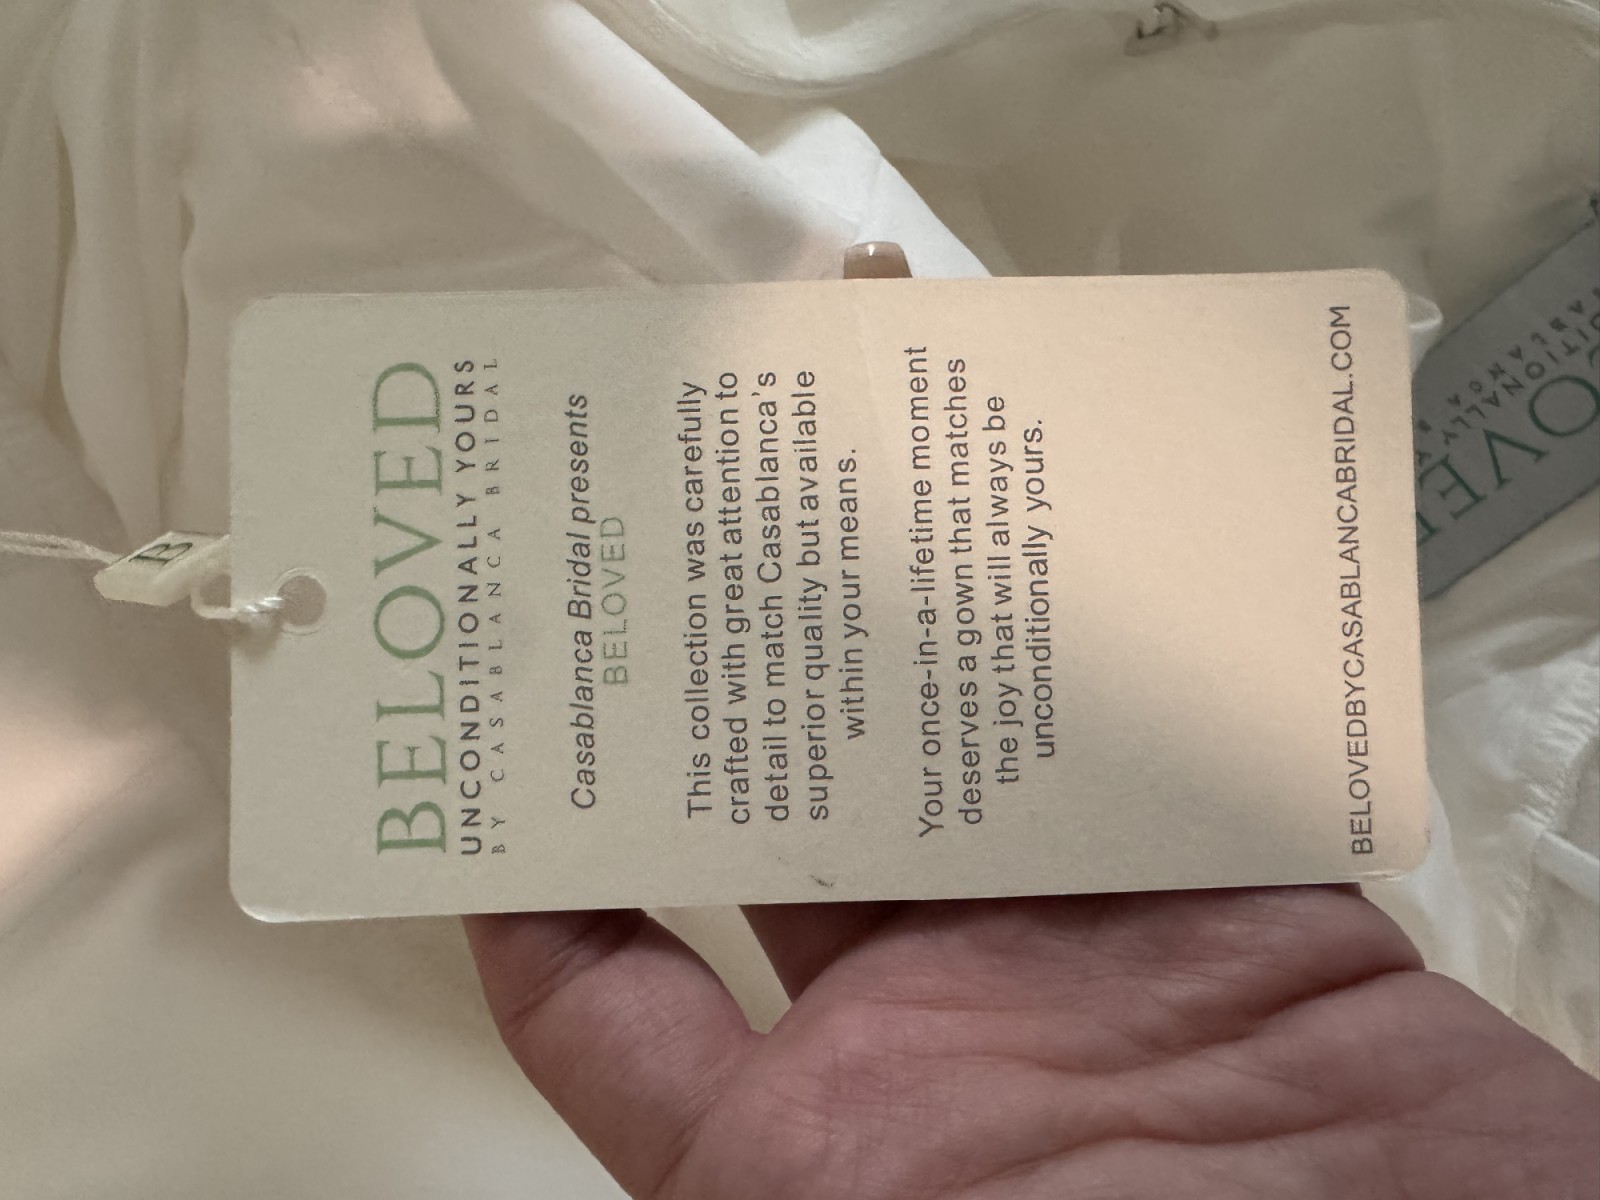 BELOVED
UNCONDITIONALLY YOURS
BY CASABLANCA BRIDAL
Casablanca Bridal presents
BELOVED
This collection was carefully
crafted with great attention to
detail to match Casablanca's
superior quality but available
within your means.
Your once-in-a-lifetime moment
deserves a gown that matches
the joy that will always be
unconditionally yours.
BELOVEDBYCASABLANCABRIDAL.COM
B